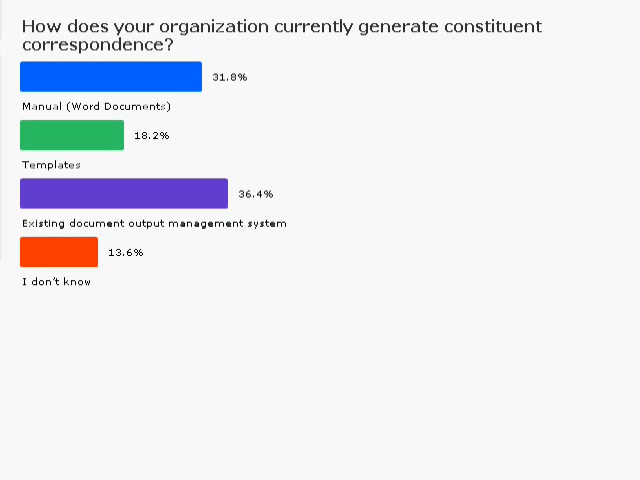 How does your organization currently generate constituent
correspondence?
31.8%
Manual (Word Documents)
18.2%
Templates
36.4%
Existing document output management system
13.6%
I don't know